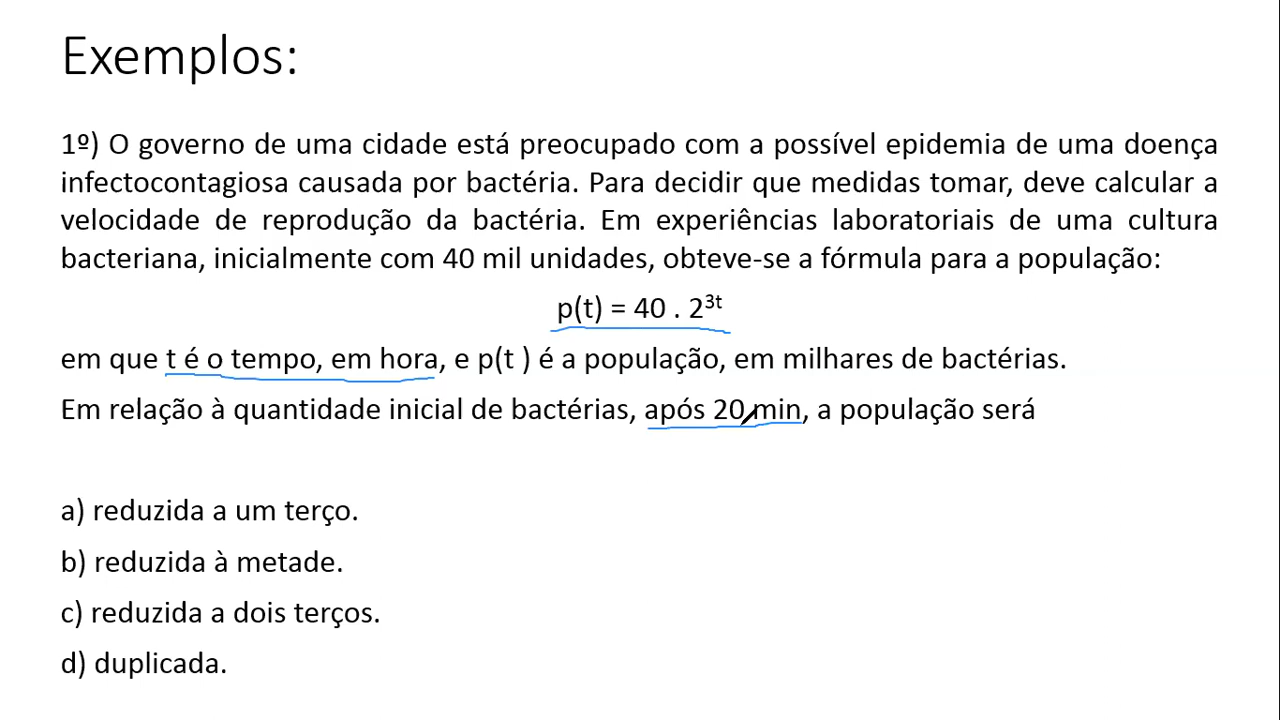 Exemplos:
1º) O governo de uma cidade está preocupado com a possível epidemia de uma doença
infectocontagiosa causada por bactéria. Para decidir que medidas tomar, deve calcular a
velocidade de reprodução da bactéria. Em experiências laboratoriais de uma cultura
bacteriana, inicialmente com 40 mil unidades, obteve-se a fórmula para a população:
p(t) = 40 . 2³ᵗ
em que t é o tempo, em hora, e p(t ) é a população, em milhares de bactérias.
Em relação à quantidade inicial de bactérias, após 20 min, a população será
a) reduzida a um terço.
b) reduzida à metade.
c) reduzida a dois terços.
d) duplicada.